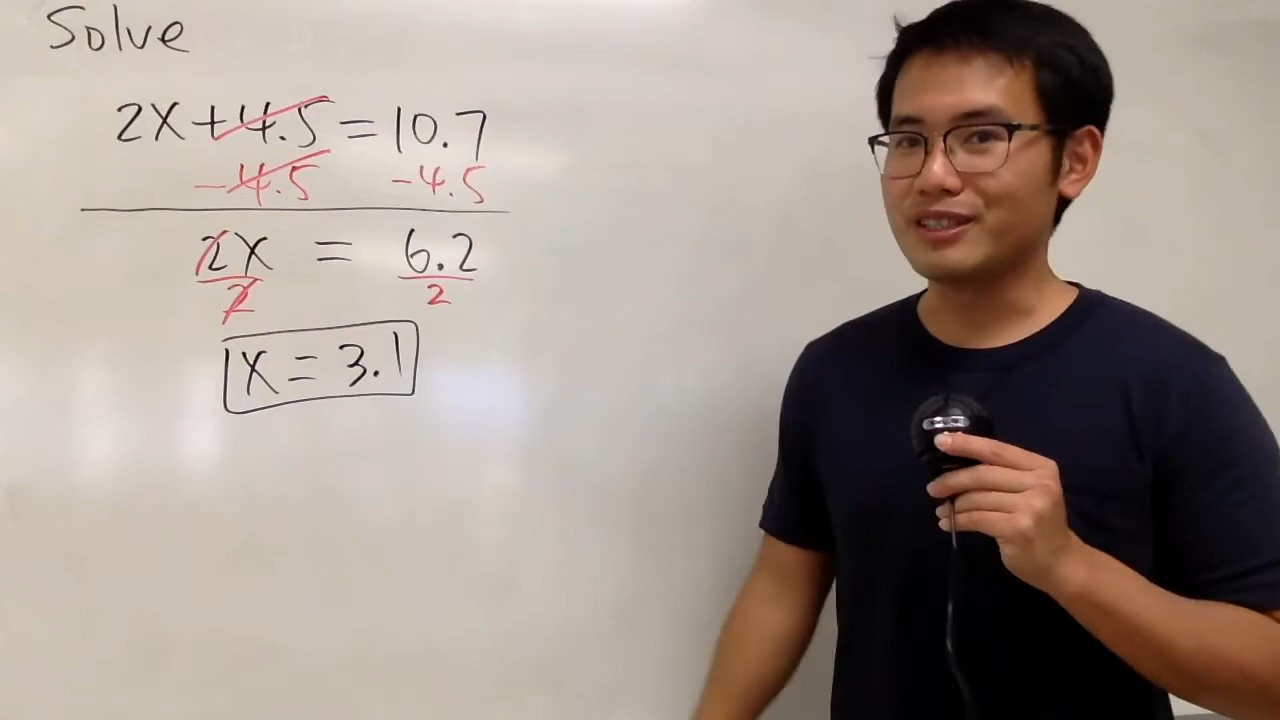 Solve
2x+4.5=10.7
-4.5 -4.5
2x = 6.2
2 2
x = 3.1